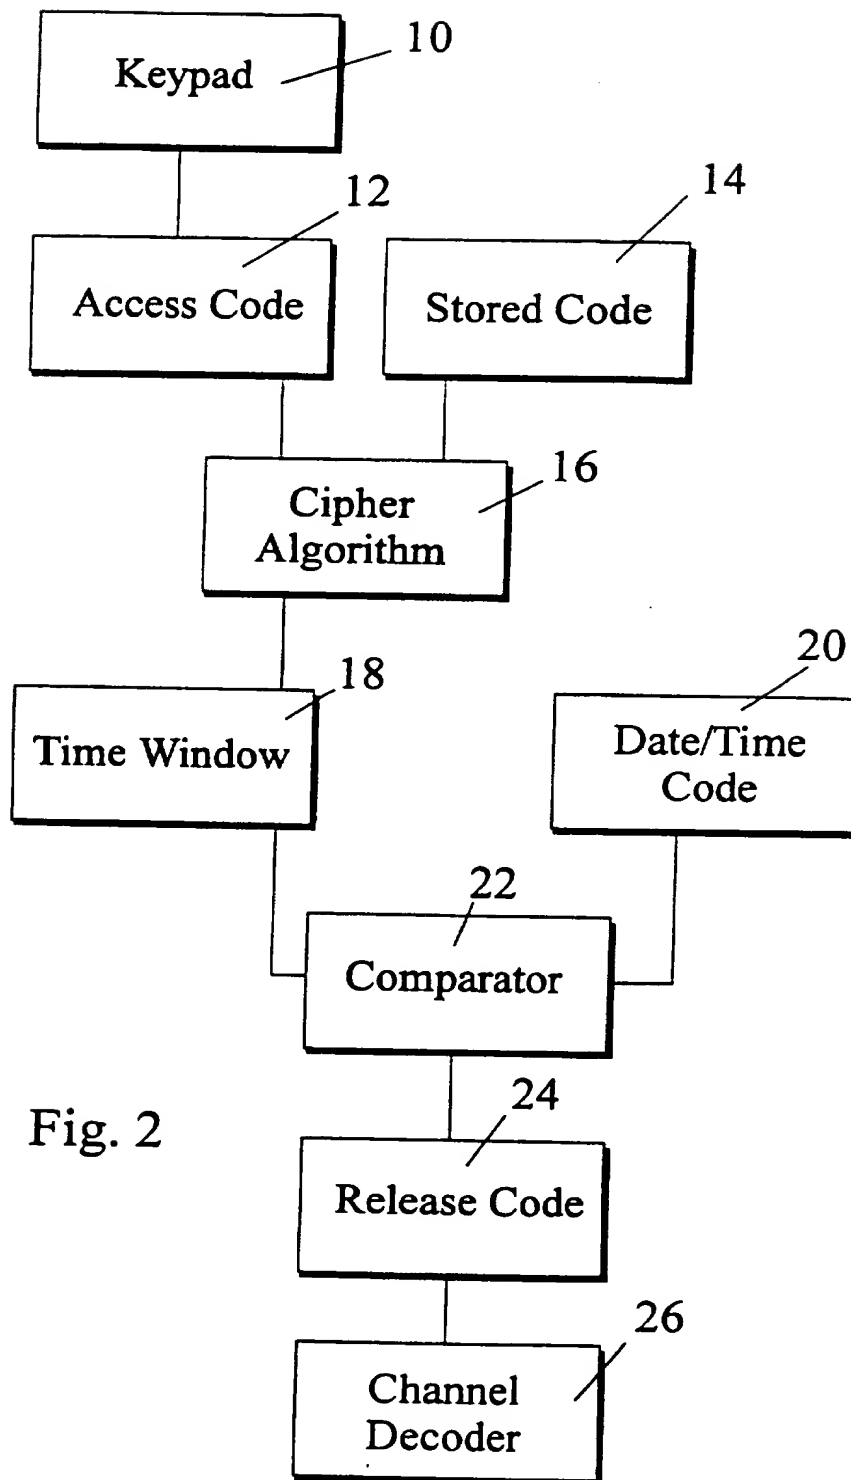 10
Keypad
12
14
Access Code
Stored Code
16
Cipher
Algorithm
18
20
Time Window
Date/Time
Code
22
Comparator
24
Fig. 2
Release Code
26
Channel
Decoder